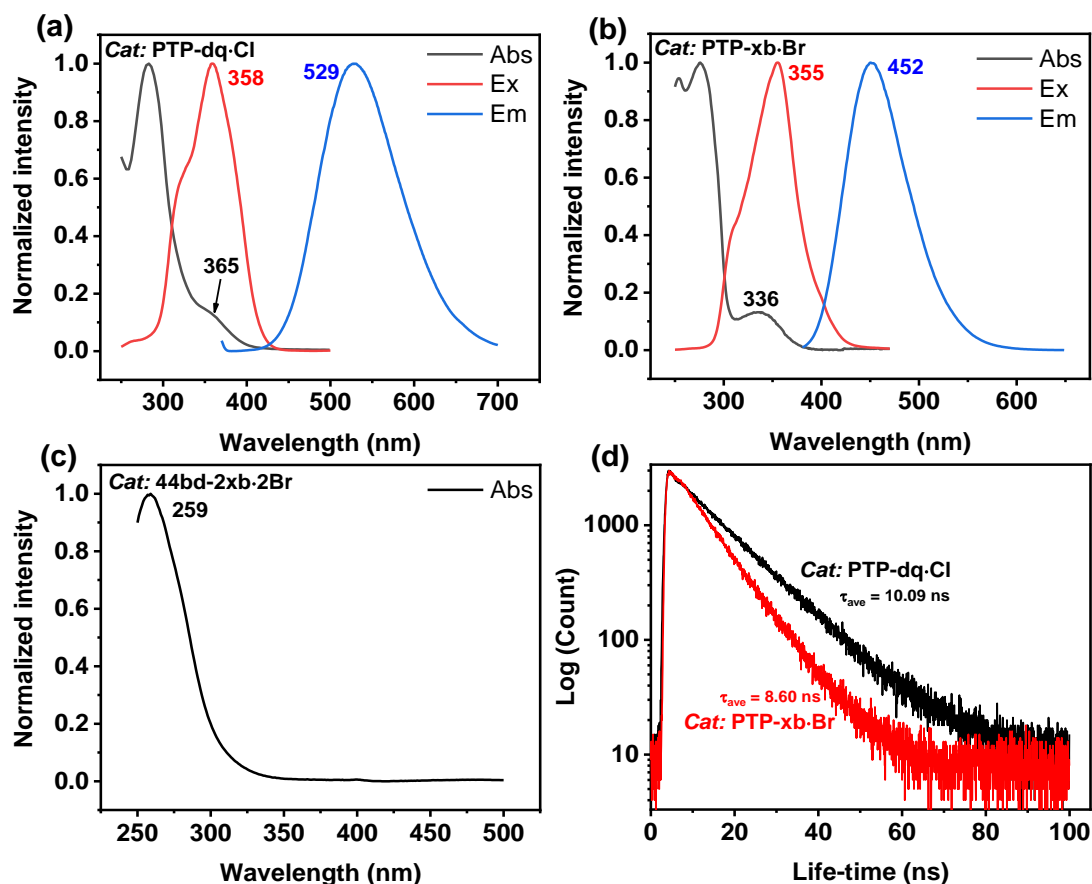 (a)
Cat: PTP-dq·Cl
Abs
Ex
Em
358
529
365
1.0
0.8
0.6
0.4
0.2
0.0
Normalized intensity
300 400 500 600 700
Wavelength (nm)
(b)
Cat: PTP-xb·Br
Abs
Ex
Em
355
452
336
1.0
0.8
0.6
0.4
0.2
0.0
Normalized intensity
300 400 500 600
Wavelength (nm)
(c)
Cat: 44bd-2xb·2Br
Abs
259
1.0
0.8
0.6
0.4
0.2
0.0
Normalized intensity
250 300 350 400 450 500
Wavelength (nm)
(d)
Cat: PTP-dq·Cl
τave = 10.09 ns
τave = 8.60 ns
Cat: PTP-xb·Br
1000
100
10
Log (Count)
0 20 40 60 80 100
Life-time (ns)